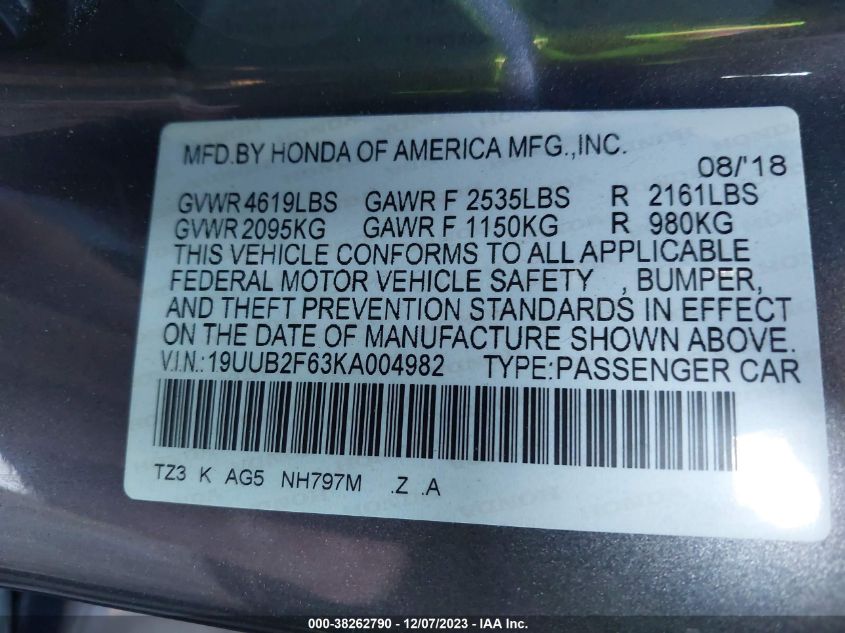 MFD.BY HONDA OF AMERICA MFG.,INC.
08/'18
GVWR 4619LBS GAWR F 2535LBS R 2161LBS
GVWR 2095KG GAWR F 1150KG R 980KG
THIS VEHICLE CONFORMS TO ALL APPLICABLE
FEDERAL MOTOR VEHICLE SAFETY , BUMPER,
AND THEFT PREVENTION STANDARDS IN EFFECT
ON THE DATE OF MANUFACTURE SHOWN ABOVE.
V.I.N.:19UUB2F63KA004982 TYPE:PASSENGER CAR
TZ3 K AG5 NH797M .Z .A
000-38262790 - 12/07/2023 - IAA Inc.